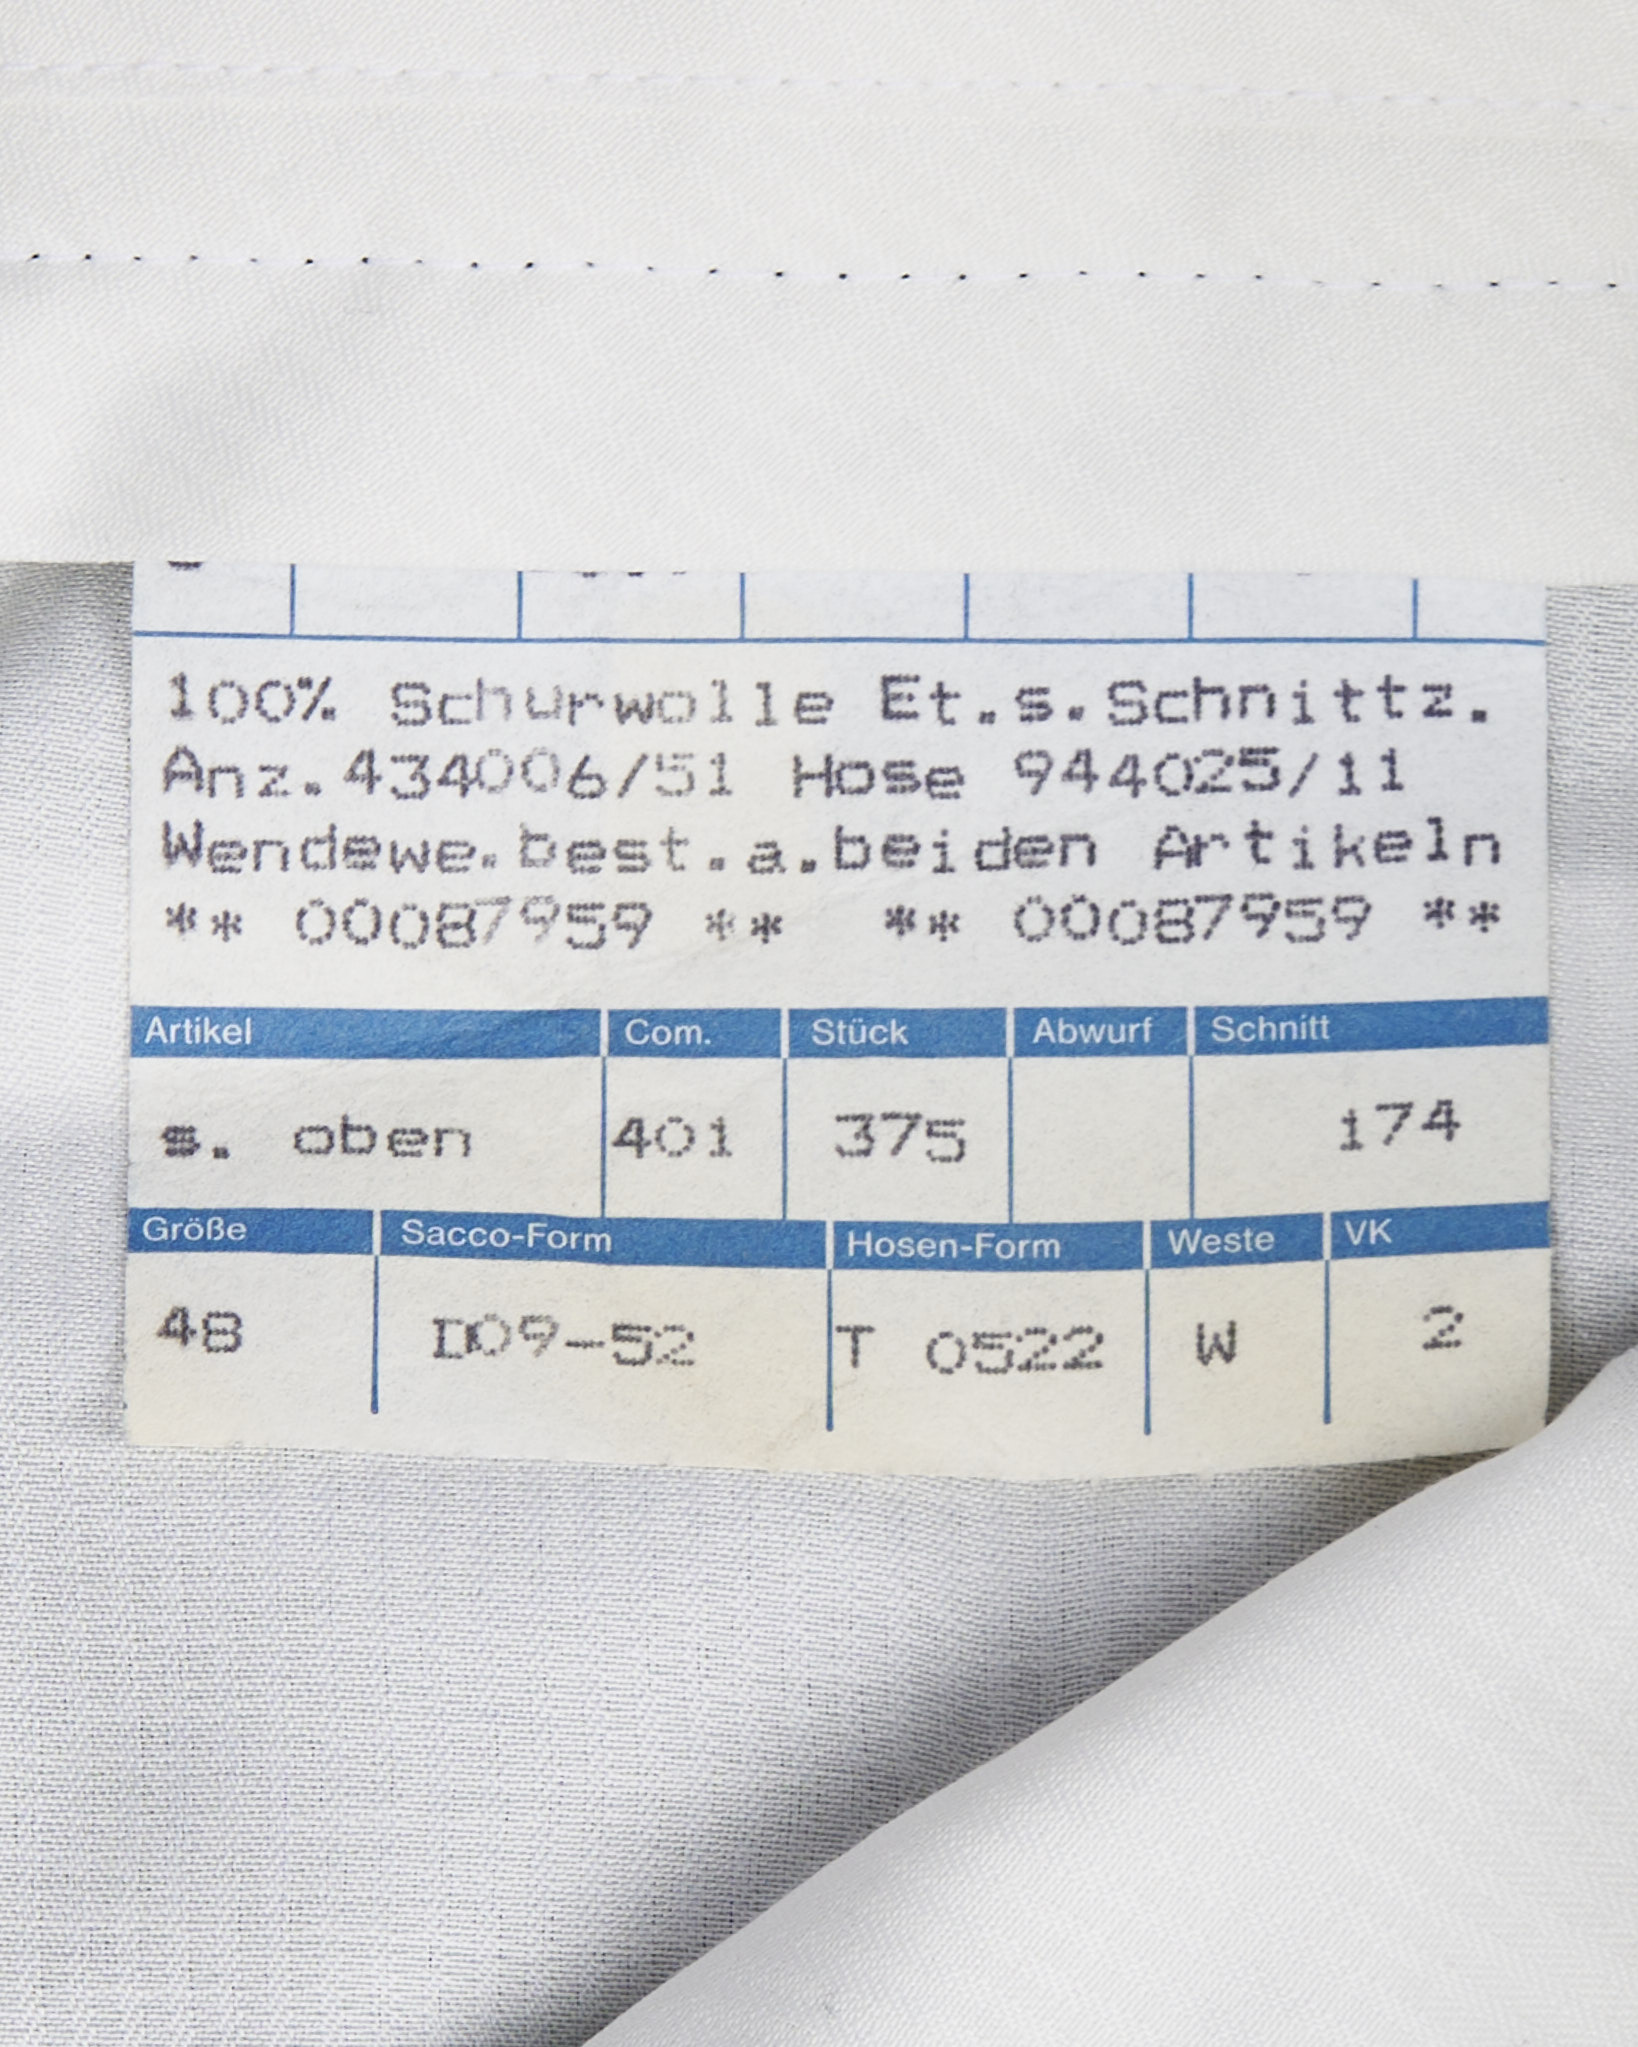 100% Schurwolle Et.s.Schnittz.
Anz.434006/51 Hose 944025/11
Wendewe.best.a.beiden Artikeln
** 00087959 ** ** 00087959 **
Artikel Com. Stück Abwurf Schnitt
s. oben 401 375 174
Größe Sacco-Form Hosen-Form Weste VK
48 D09-52 T 0522 W 2